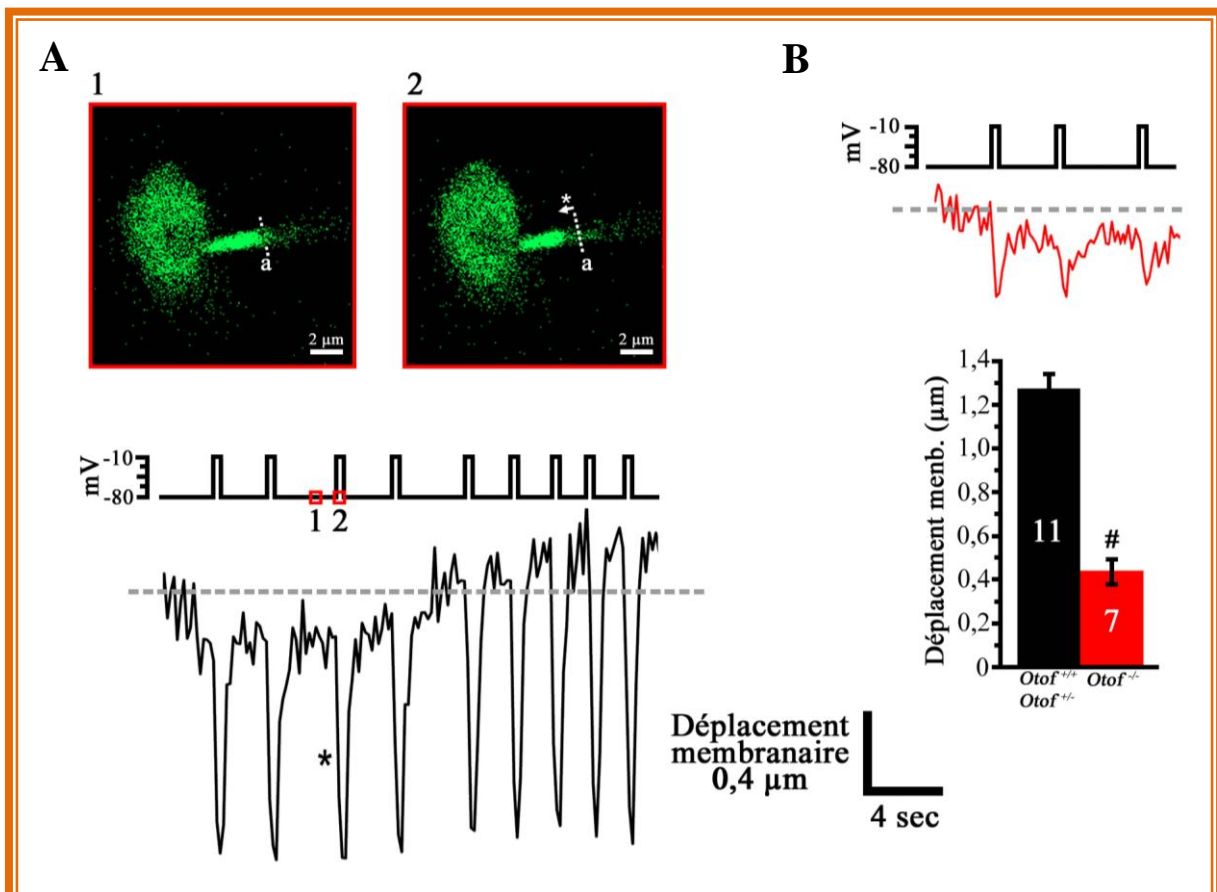 A
B
1
2
a
2 µm
*
a
2 µm
mV
-10
-80
1
2
*
Déplacement
membranaire
0,4 µm
4 sec
mV
-10
-80
Déplacement menb. (µm)
1,4
1,2
1,0
0,8
0,6
0,4
0,2
0
11
#
7
Otof +/+
Otof +/-
Otof -/-